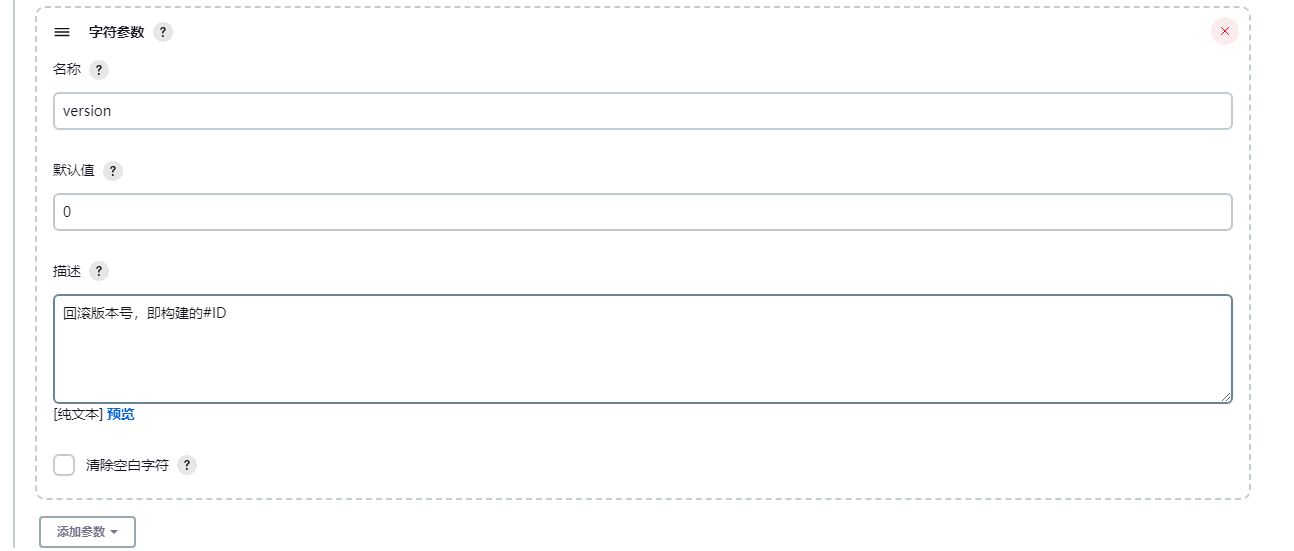 字符参数 ?
名称 ?
version
默认值 ?
0
描述 ?
回滚版本号，即构建的#ID
[纯文本] 预览
清除空白字符 ?
添加参数